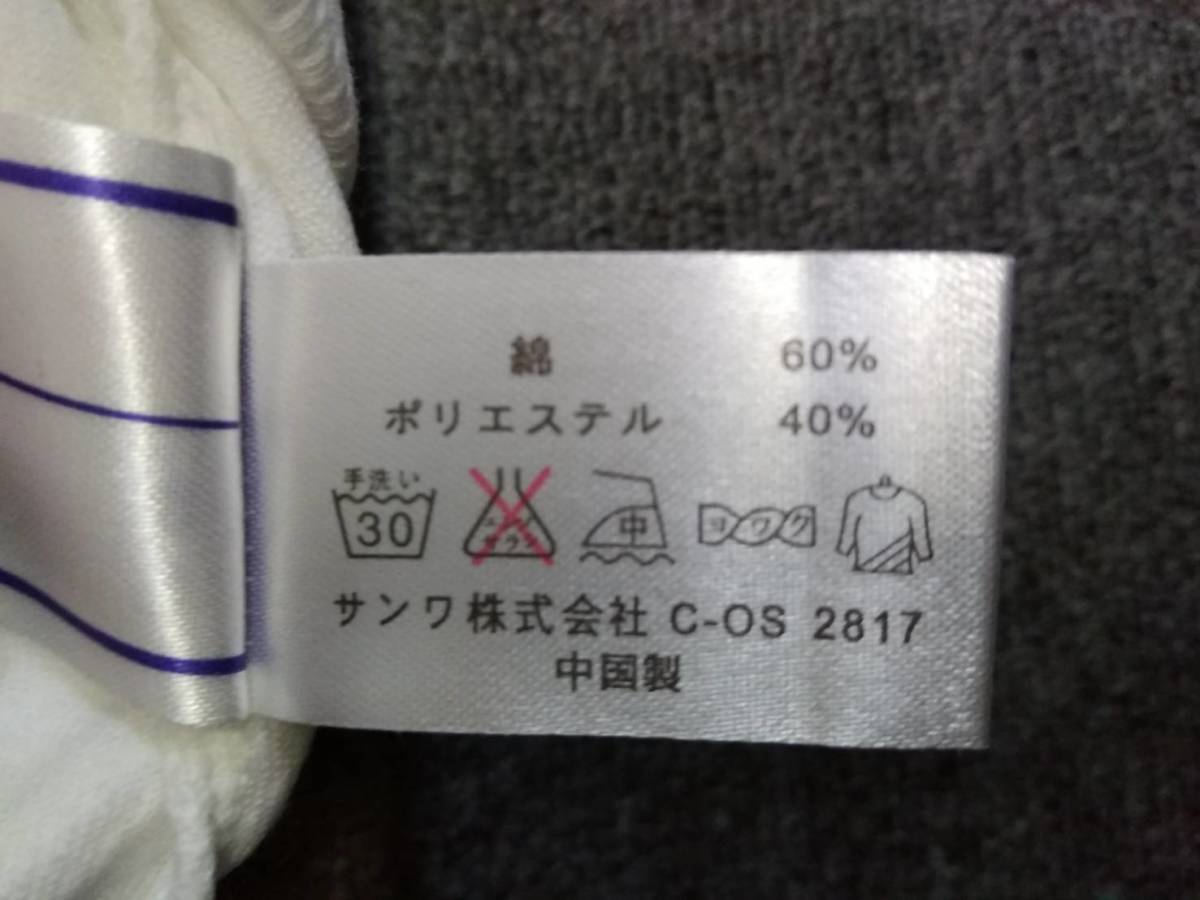 綿 60%
ポリエステル 40%
手洗い
30
中
ヨワク
サンワ株式会社 C-OS 2817
中国製